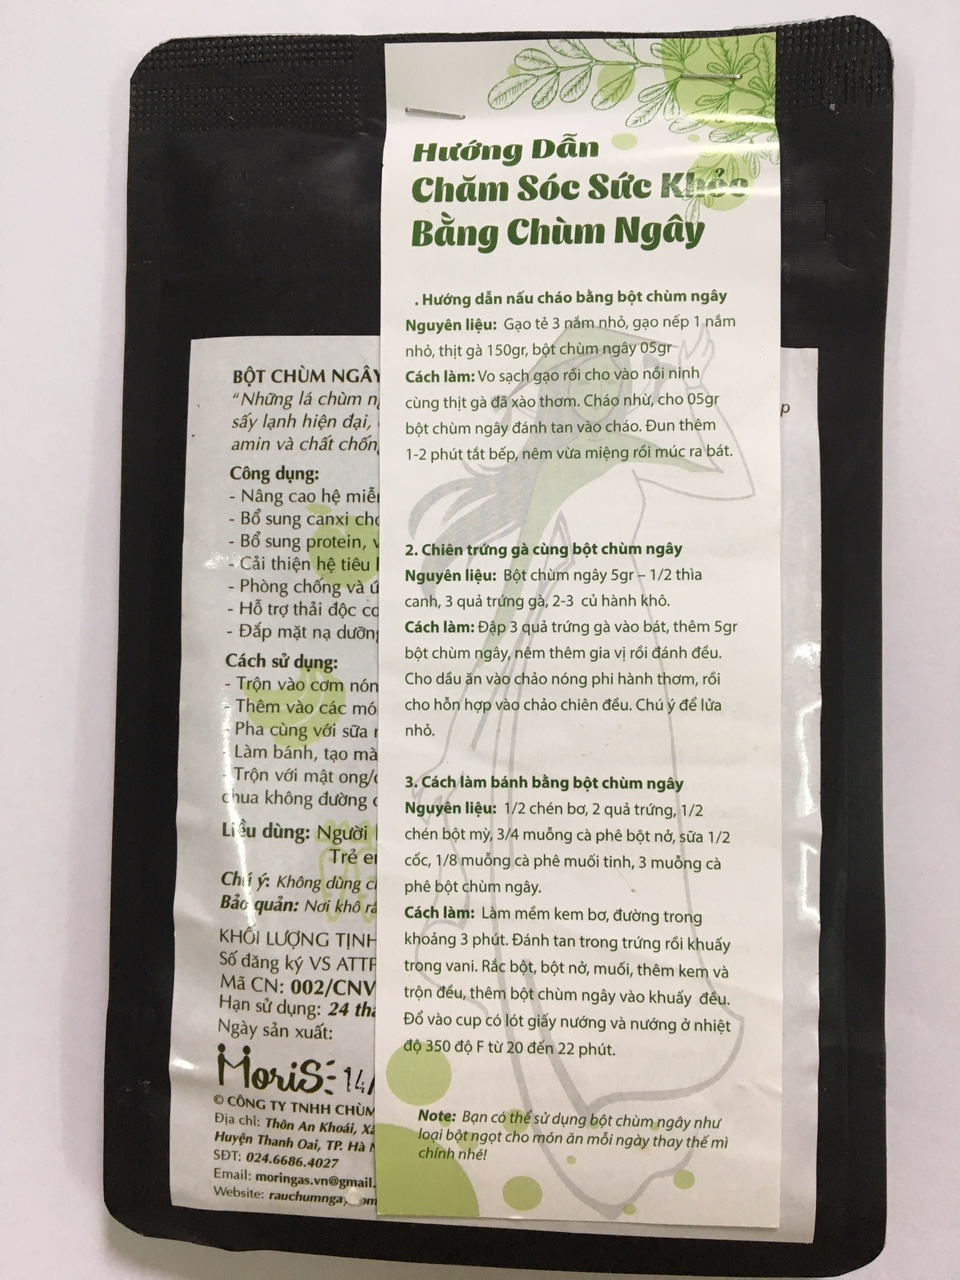 Hướng Dẫn
Chăm Sóc Sức Khỏe
Bằng Chùm Ngây
. Hướng dẫn nấu cháo bằng bột chùm ngây
Nguyên liệu: Gạo tẻ 3 nắm nhỏ, gạo nếp 1 nắm
nhỏ, thịt gà 150gr, bột chùm ngây 05gr
Cách làm: Vo sạch gạo rồi cho vào nồi ninh
cùng thịt gà đã xào thơm. Cháo nhừ, cho 05gr
bột chùm ngây đánh tan vào cháo. Đun thêm
1-2 phút tắt bếp, nêm vừa miệng rồi múc ra bát.
2. Chiên trứng gà cùng bột chùm ngây
Nguyên liệu: Bột chùm ngây 5gr – 1/2 thìa
canh, 3 quả trứng gà, 2-3 củ hành khô.
Cách làm: Đập 3 quả trứng gà vào bát, thêm 5gr
bột chùm ngây, nêm thêm gia vị rồi đánh đều.
Cho dầu ăn vào chảo nóng phi hành thơm, rồi
cho hỗn hợp vào chảo chiên đều. Chú ý để lửa
nhỏ.
3. Cách làm bánh bằng bột chùm ngây
Nguyên liệu: 1/2 chén bơ, 2 quả trứng, 1/2
chén bột mỳ, 3/4 muỗng cà phê bột nở, sữa 1/2
cốc, 1/8 muỗng cà phê muối tinh, 3 muỗng cà
phê bột chùm ngây.
Cách làm: Làm mềm kem bơ, đường trong
khoảng 3 phút. Đánh tan trong trứng rồi khuấy
trong vani. Rắc bột, bột nở, muối, thêm kem và
trộn đều, thêm bột chùm ngây vào khuấy đều.
Đổ vào cup có lót giấy nướng và nướng ở nhiệt
độ 350 độ F từ 20 đến 22 phút.
Note: Bạn có thể sử dụng bột chùm ngây như
loại bột ngọt cho món ăn mỗi ngày thay thế mì
chính nhé!
BỘT CHÙM NGÂY
“Những lá chùm
sấy lạnh hiện đại,
amin và chất chống
Công dụng:
- Nâng cao hệ miễ
- Bổ sung canxi
- Bổ sung protein,
- Cải thiện hệ tiêu
- Phòng chống và
- Hỗ trợ thải độc
- Đắp mặt nạ dưỡng
Cách sử dụng:
- Trộn vào cơm nón
- Thêm vào các mó
- Pha cùng với sữa
- Làm bánh, tạo mà
- Trộn với mật ong/
chua không đường
Liều dùng: Người
Trẻ
Chú ý: Không dùng
Bảo quản: Nơi khô
KHỐI LƯỢNG TỊNH
Số đăng ký VS ATTP
Mã CN: 002/CNV
Hạn sử dụng: 24
Ngày sản xuất:
MoriS 14/
© CÔNG TY TNHH CHÙM
Địa chỉ: Thôn An Khoái,
Huyện Thanh Oai, TP. Hà
SĐT: 024.6686.4027
Email: moringas.vn@gmail.
Website: